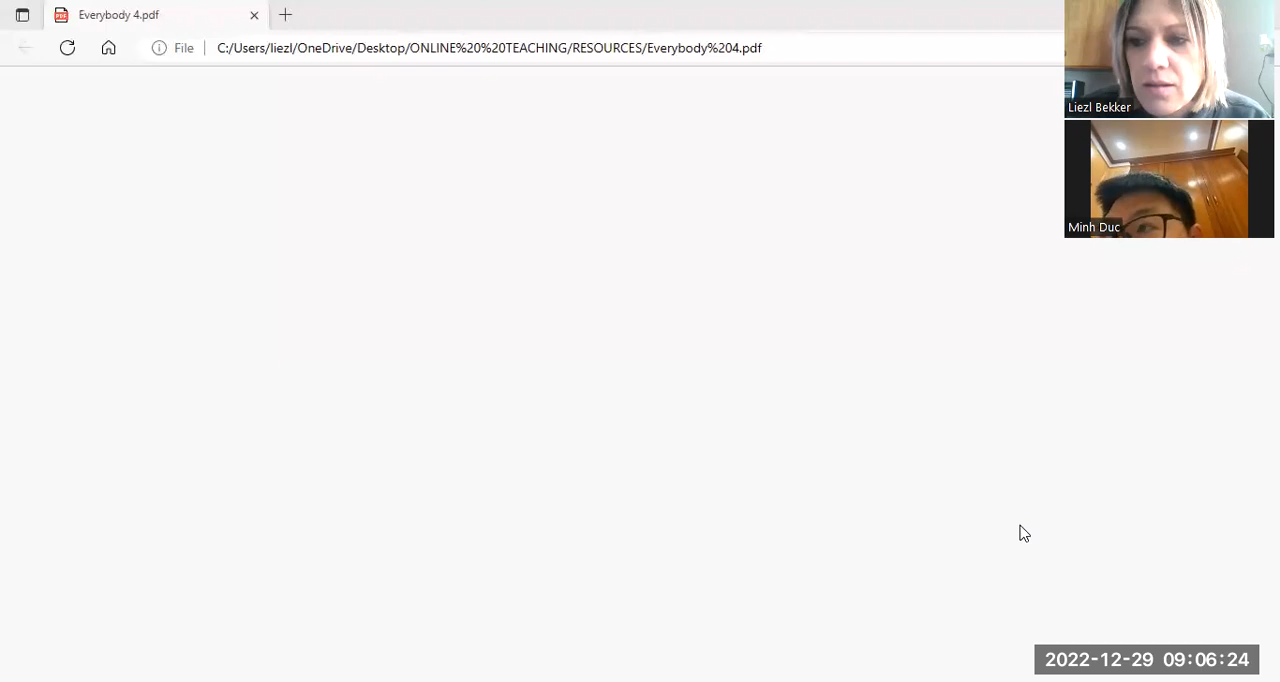 Everybody 4.pdf
File
C:/Users/liezl/OneDrive/Desktop/ONLINE%20%20TEACHING/RESOURCES/Everybody%204.pdf
Liezl Bekker
Minh Duc
2022-12-29 09:06:24